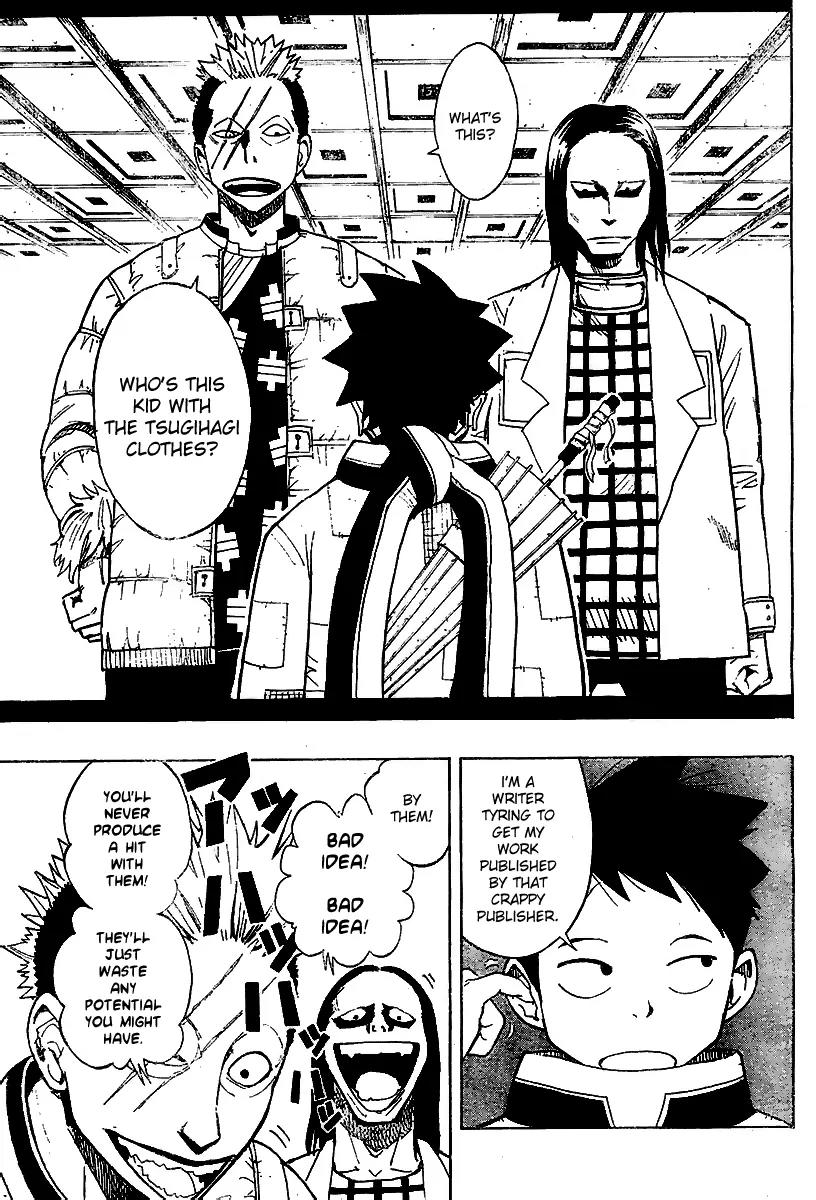 WHAT'S
THIS?
WHO'S THIS
KID WITH
THE TSUGIHAGI
CLOTHES?
I'M A
WRITER
TYRING TO
GET MY
WORK
PUBLISHED
BY THAT
CRAPPY
PUBLISHER.
BY
THEM!
BAD
IDEA!
BAD
IDEA!
YOU'LL
NEVER
PRODUCE
A HIT
WITH
THEM!
THEY'LL
JUST
WASTE
ANY
POTENTIAL
YOU MIGHT
HAVE.